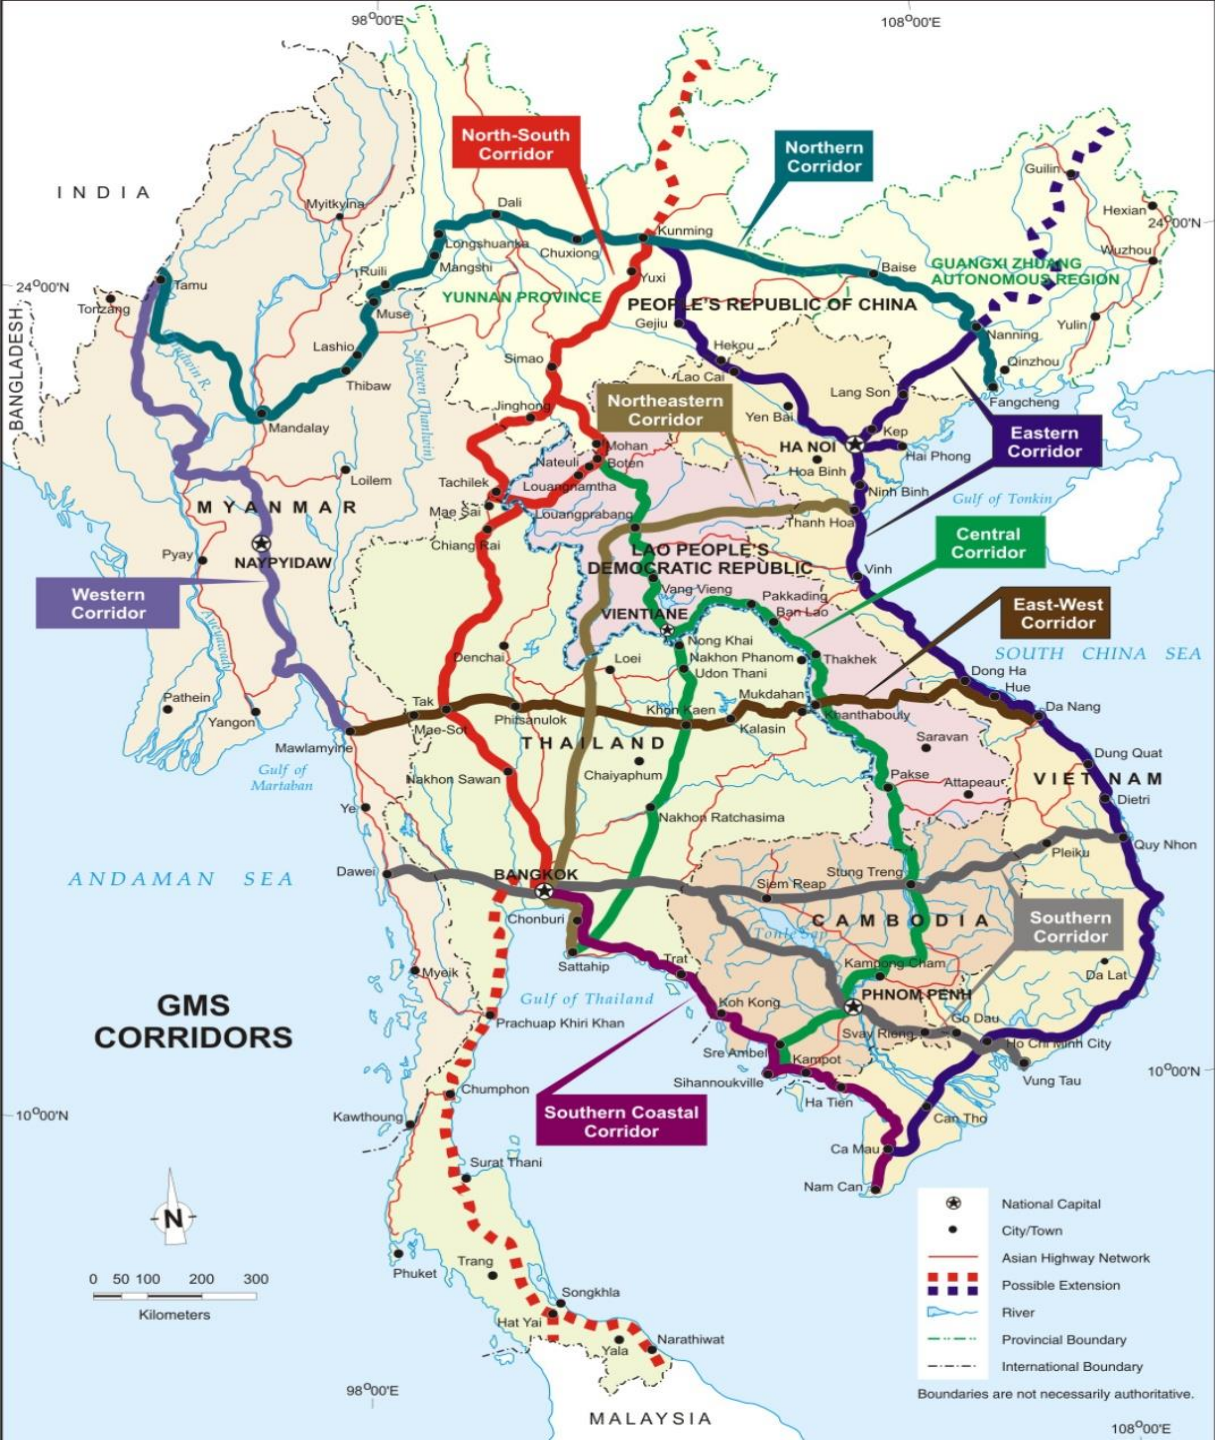 98°00'E
108°00'E
North-South
Corridor
Northern
Corridor
INDIA
Guilin
Myitkyina
Dali
Hexian
24°00'N
Kunming
Longshuanka
Chuxiong
Wuzhou
Mangshi
Ruili
Yuxi
Baise
GUANGXI ZHUANG
AUTONOMOUS REGION
Tamu
24°00'N
YUNNAN PROVINCE
PEOPLE'S REPUBLIC OF CHINA
Tonzang
Muse
Gejiu
Yulin
Nanning
BANGLADESH
Lashio
Hekou
Simao
Qinzhou
Lao Cai
Thibaw
Salween (Thanlwin)
Lang Son
Northeastern
Corridor
Fangcheng
Jinghong
Yen Bai
Mandalay
Kep
Eastern
Corridor
Mohan
HA NOI
Hai Phong
Nateuli
Boten
Hoa Binh
Loilem
Tachilek
Louangnamtha
Ninh Binh
Gulf of Tonkin
MYANMAR
Mae Sai
Louangprabang
Thanh Hoa
Central
Corridor
Chiang Rai
LAO PEOPLE'S
DEMOCRATIC REPUBLIC
Pyay
NAYPYIDAW
Vinh
Vang Vieng
Pakkading
Western
Corridor
VIENTIANE
Ban Lao
East-West
Corridor
Nong Khai
Denchai
Loei
Nakhon Phanom
Thakhek
SOUTH CHINA SEA
Udon Thani
Dong Ha
Pathein
Tak
Mukdahan
Hue
Yangon
Phitsanulok
Khon Kaen
Khanthabouly
Da Nang
Mae-Sot
Kalasin
Mawlamyine
THAILAND
Saravan
Dung Quat
Gulf of
Martaban
Nakhon Sawan
Chaiyaphum
Pakse
Attapeau
VIET NAM
Dietri
Ye
Nakhon Ratchasima
Quy Nhon
Pleiku
Dawei
BANGKOK
Stung Treng
ANDAMAN SEA
Siem Reap
Chonburi
CAMBODIA
Southern
Corridor
Tonle Sap
Sattahip
Trat
Kampong Cham
Da Lat
Myeik
GMS
CORRIDORS
Gulf of Thailand
Koh Kong
PHNOM PENH
Prachuap Khiri Khan
Svay Rieng
Go Dau
Ho Chi Minh City
Sre Ambel
Kampot
Sihannoukville
Vung Tau
10°00'N
Chumphon
Ha Tien
Southern Coastal
Corridor
10°00'N
Kawthoung
Can Tho
Ca Mau
Surat Thani
Nam Can
National Capital
N
City/Town
Trang
Asian Highway Network
Phuket
0 50 100 200 300
Kilometers
Possible Extension
Songkhla
River
Hat Yai
Narathiwat
Provincial Boundary
Yala
International Boundary
98°00'E
Boundaries are not necessarily authoritative.
MALAYSIA
108°00'E